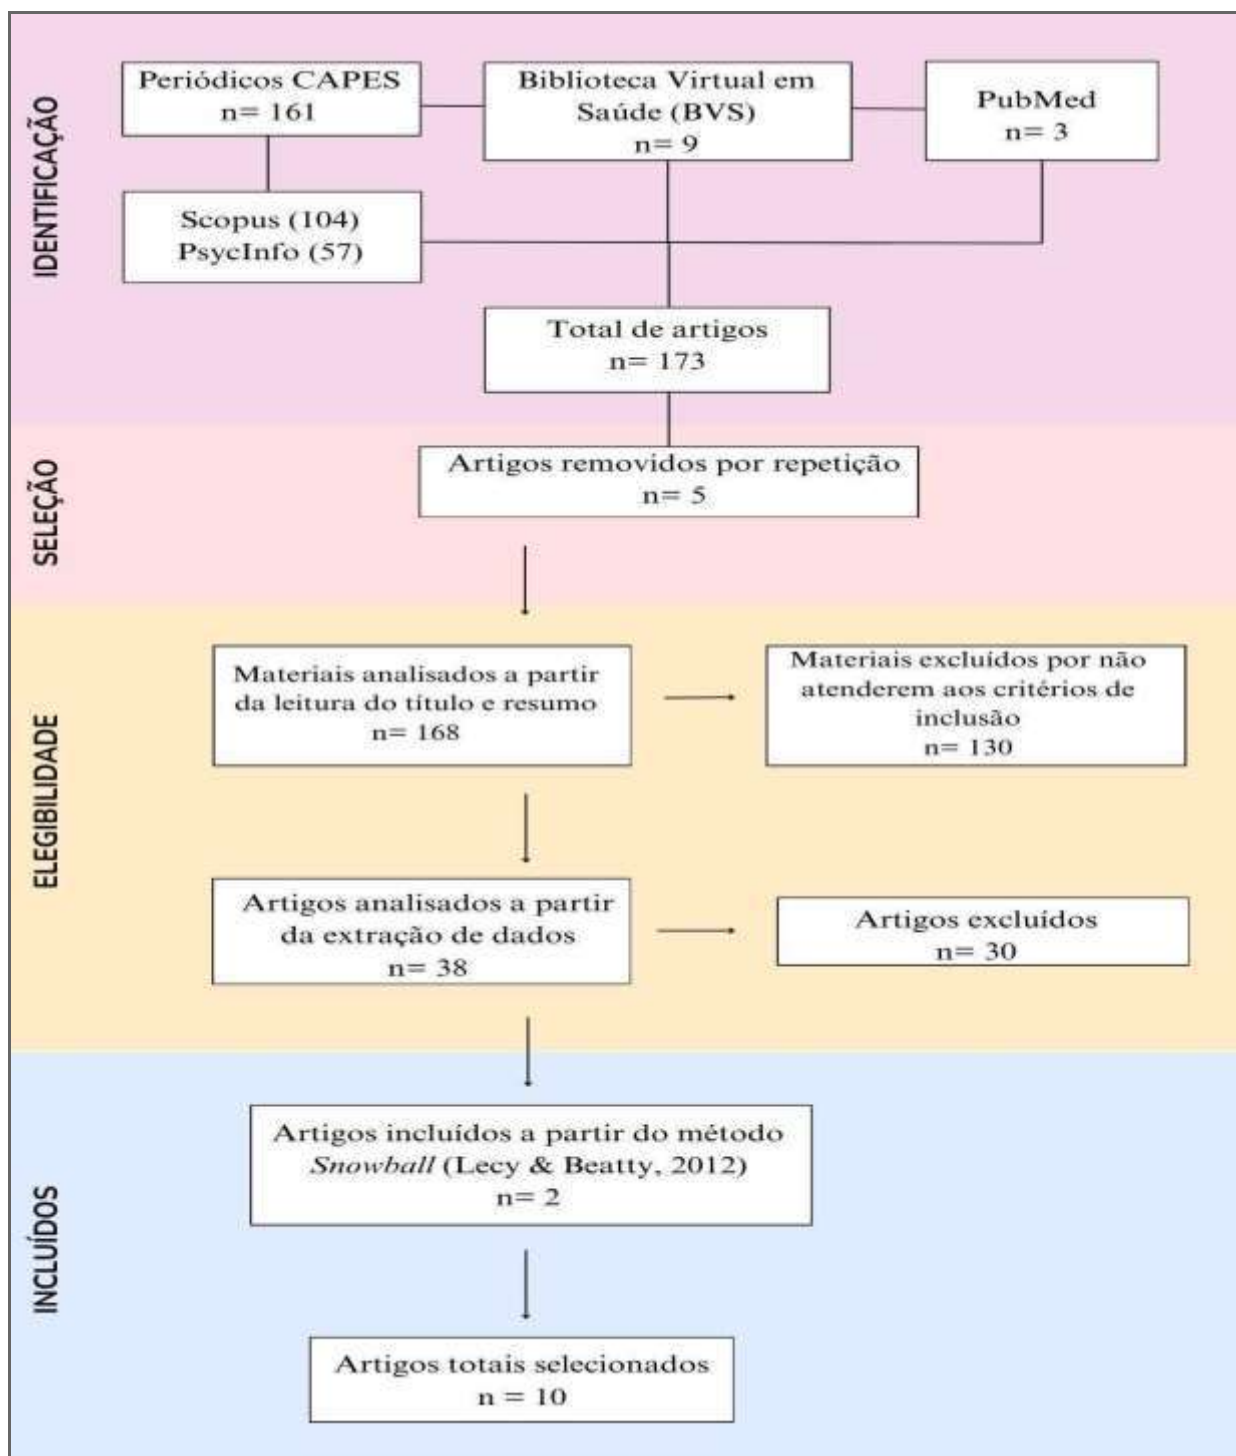 IDENTIFICAÇÃO
Periódicos CAPES
n= 161
Biblioteca Virtual em
Saúde (BVS)
n= 9
PubMed
n= 3
Scopus (104)
PsycInfo (57)
Total de artigos
n= 173
SELEÇÃO
Artigos removidos por repetição
n= 5
ELEGIBILIDADE
Materiais analisados a partir
da leitura do título e resumo
n= 168
Materiais excluídos por não
atenderem aos critérios de
inclusão
n= 130
Artigos analisados a partir
da extração de dados
n= 38
Artigos excluídos
n= 30
INCLUÍDOS
Artigos incluídos a partir do método
Snowball (Lecy & Beatty, 2012)
n= 2
Artigos totais selecionados
n = 10